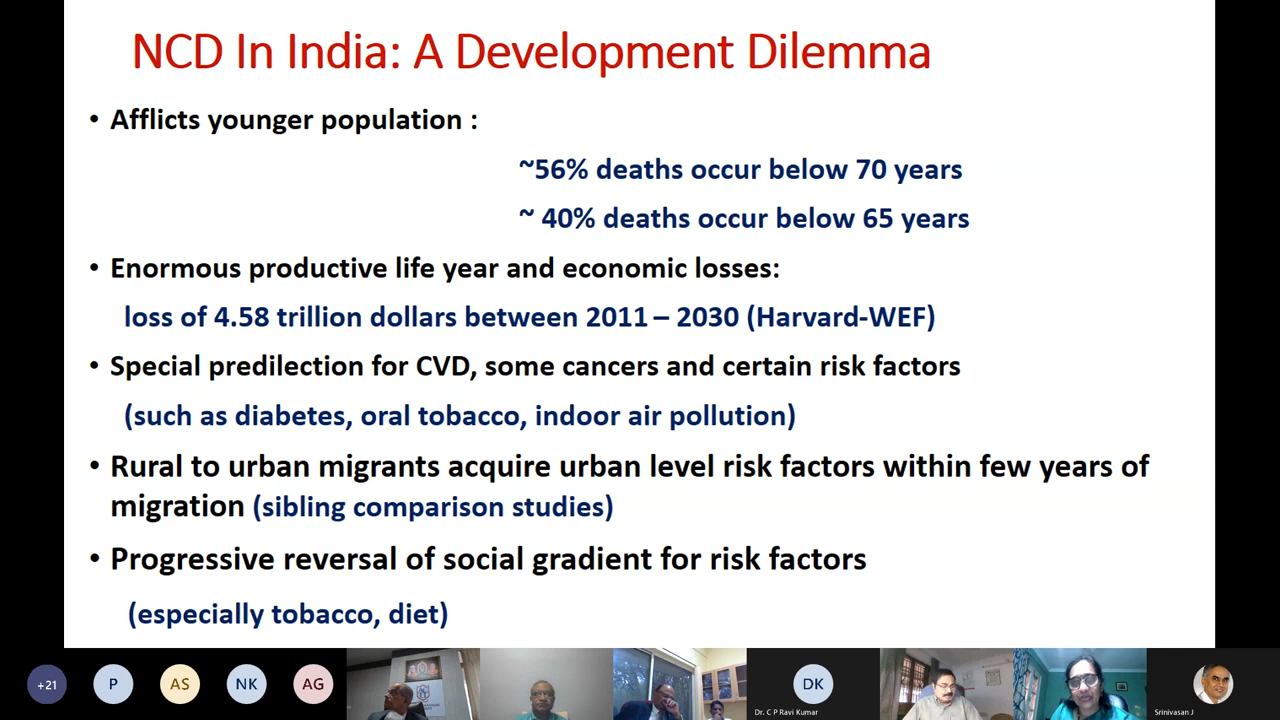 NCD In India: A Development Dilemma
• Afflicts younger population :
~56% deaths occur below 70 years
~ 40% deaths occur below 65 years
• Enormous productive life year and economic losses:
loss of 4.58 trillion dollars between 2011 – 2030 (Harvard-WEF)
• Special predilection for CVD, some cancers and certain risk factors
(such as diabetes, oral tobacco, indoor air pollution)
• Rural to urban migrants acquire urban level risk factors within few years of
migration (sibling comparison studies)
• Progressive reversal of social gradient for risk factors
(especially tobacco, diet)
+21 P AS NK AG DK
Dr. C P Ravi Kumar
Srinivasan J